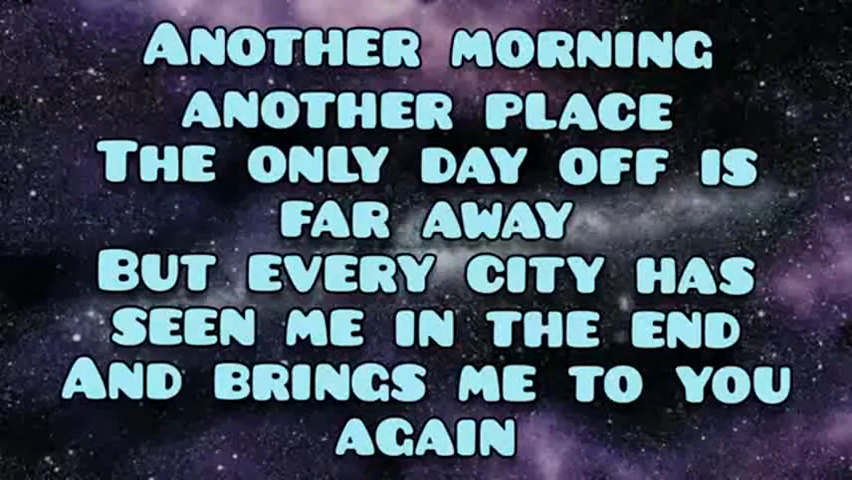 Another morning
another place
The only day off is
far away
But every city has
seen me in the end
And brings me to you
again